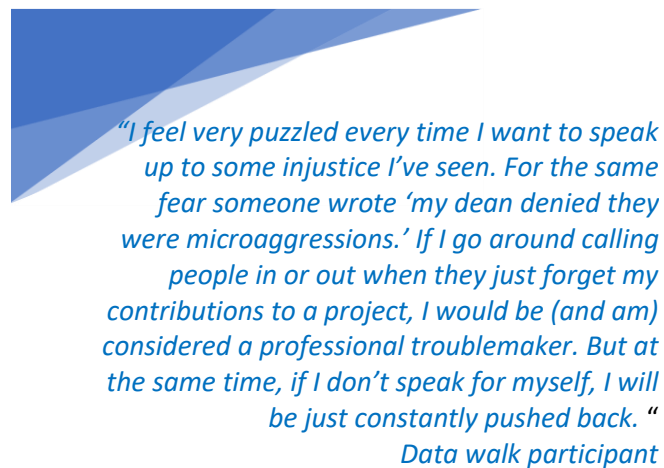 “I feel very puzzled every time I want to speak
up to some injustice I’ve seen. For the same
fear someone wrote ‘my dean denied they
were microaggressions.’ If I go around calling
people in or out when they just forget my
contributions to a project, I would be (and am)
considered a professional troublemaker. But at
the same time, if I don’t speak for myself, I will
be just constantly pushed back. “
Data walk participant